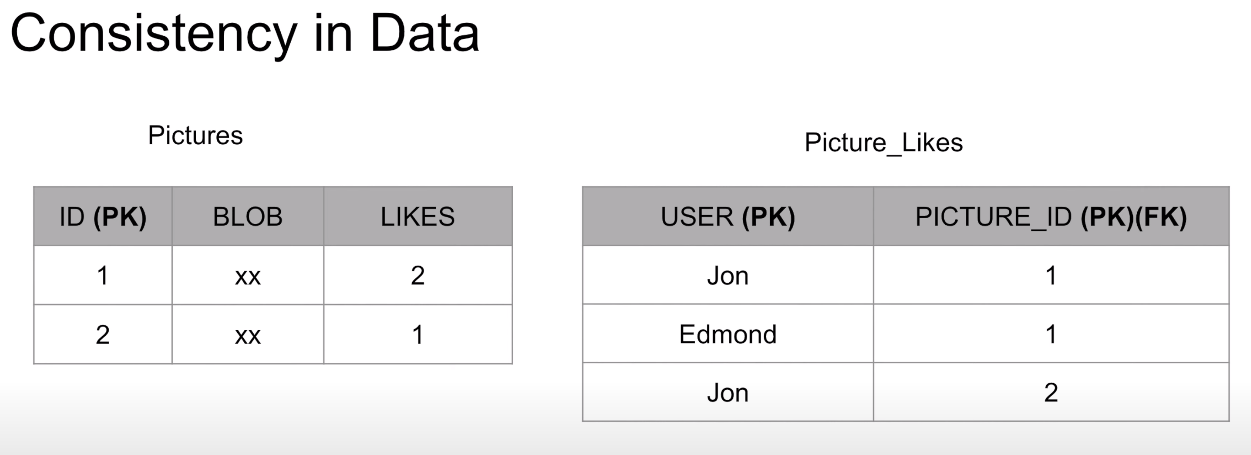 Consistency in Data
Pictures
ID (PK) BLOB LIKES
1 xx 2
2 xx 1
Picture_Likes
USER (PK) PICTURE_ID (PK)(FK)
Jon 1
Edmond 1
Jon 2